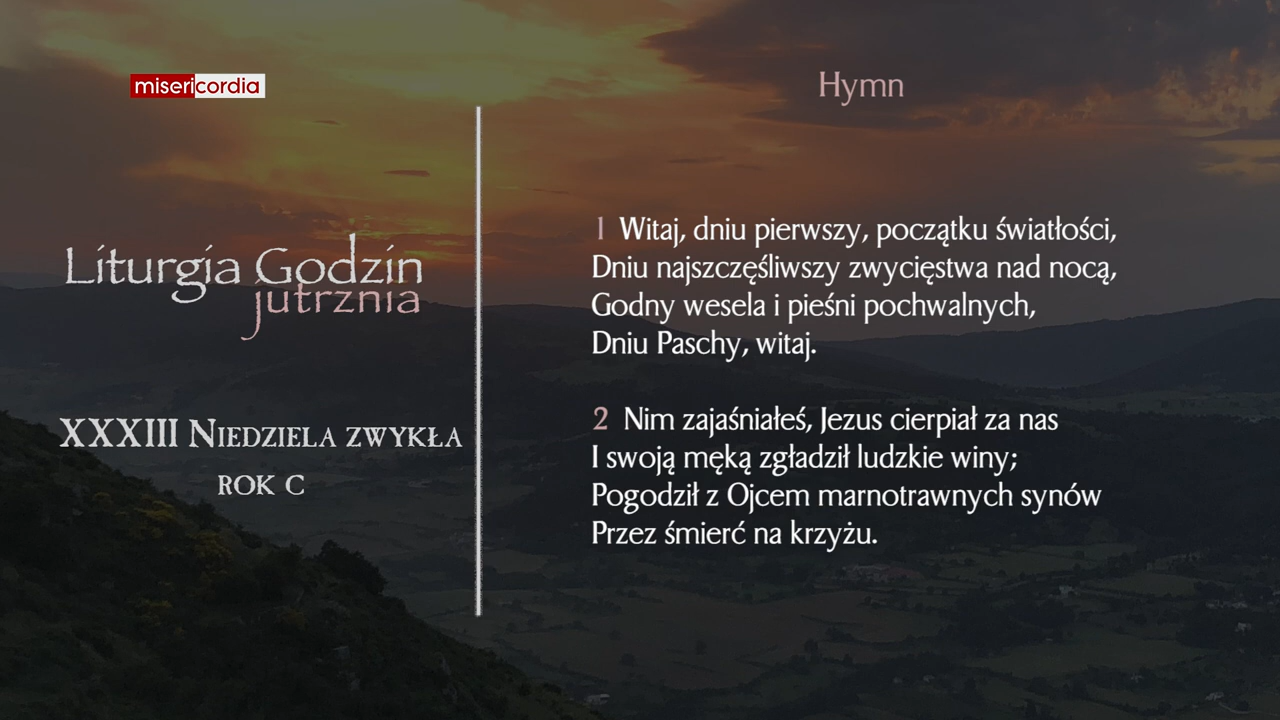 misericordia
Liturgia Godzin
jutrznia
XXXIII Niedziela zwykła
rok C
Hymn
1 Witaj, dniu pierwszy, początku światłości,
Dniu najszczęśliwszy zwycięstwa nad nocą,
Godny wesela i pieśni pochwalnych,
Dniu Paschy, witaj.
2 Nim zajaśniałeś, Jezus cierpiał za nas
I swoją męką zgładził ludzkie winy;
Pogodził z Ojcem marnotrawnych synów
Przez śmierć na krzyżu.